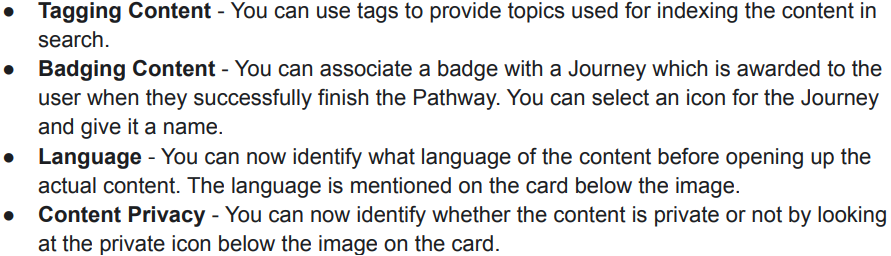 ● Tagging Content - You can use tags to provide topics used for indexing the content in
search.
● Badging Content - You can associate a badge with a Journey which is awarded to the
user when they successfully finish the Pathway. You can select an icon for the Journey
and give it a name.
● Language - You can now identify what language of the content before opening up the
actual content. The language is mentioned on the card below the image.
● Content Privacy - You can now identify whether the content is private or not by looking
at the private icon below the image on the card.